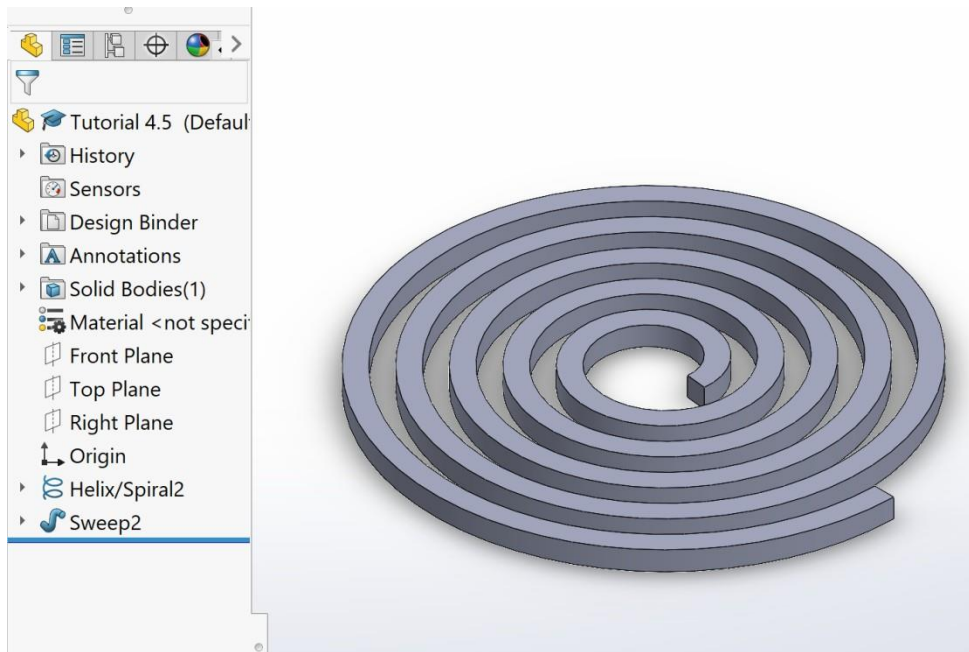 Tutorial 4.5 (Defaul
History
Sensors
Design Binder
Annotations
Solid Bodies(1)
Material <not speci
Front Plane
Top Plane
Right Plane
Origin
Helix/Spiral2
Sweep2